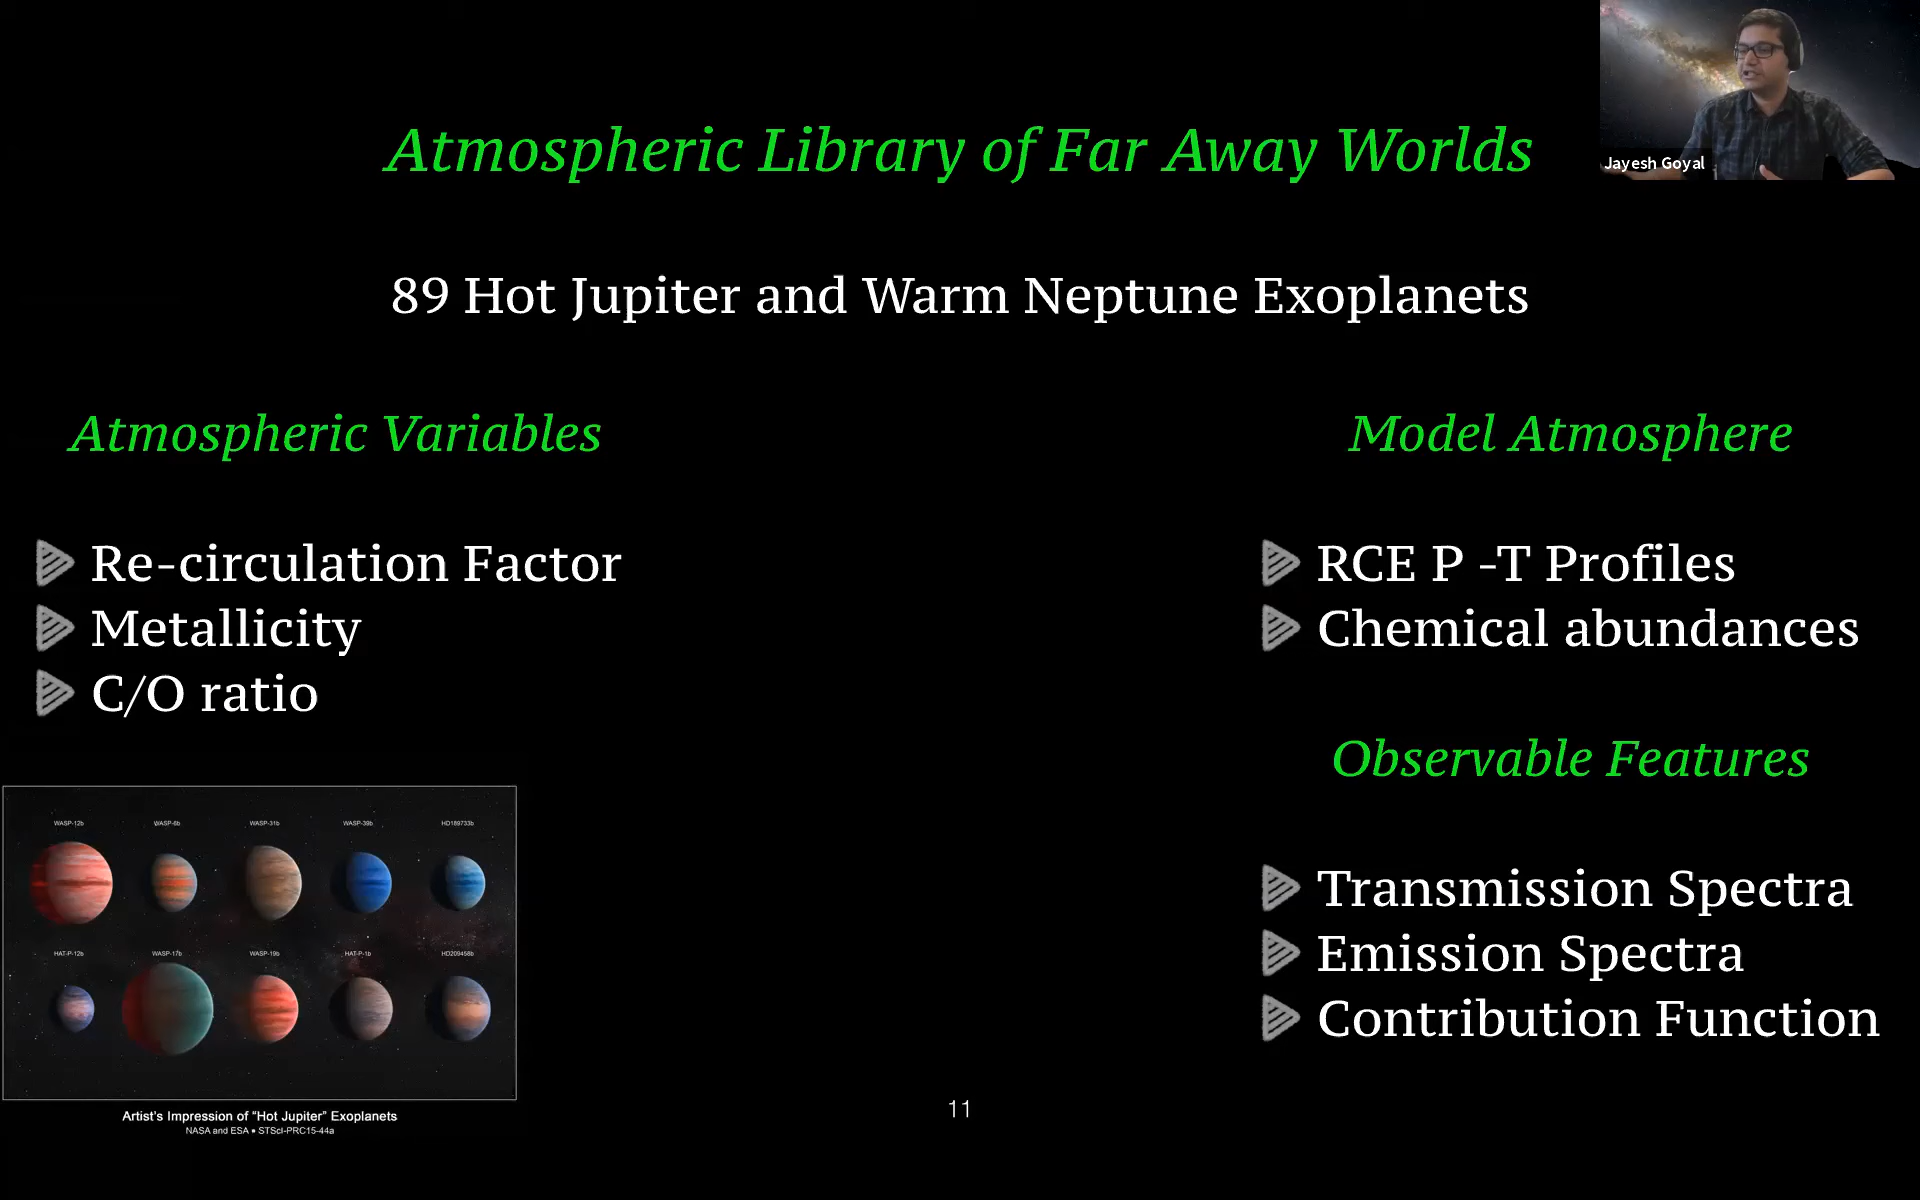 Jayesh Goyal
Atmospheric Library of Far Away Worlds
89 Hot Jupiter and Warm Neptune Exoplanets
Atmospheric Variables
Re-circulation Factor
Metallicity
C/O ratio
Model Atmosphere
RCE P -T Profiles
Chemical abundances
Observable Features
Transmission Spectra
Emission Spectra
Contribution Function
WASP-12b WASP-6b WASP-31b WASP-39b HD189733b
HAT-P-12b WASP-17b WASP-19b HAT-P-1b HD209458b
Artist's Impression of "Hot Jupiter" Exoplanets
NASA and ESA • STScI-PRC15-44a
11